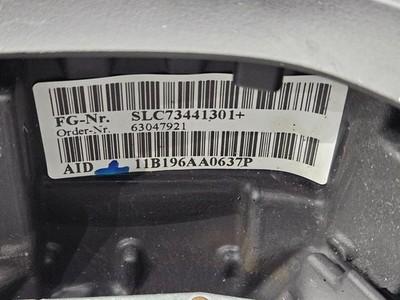 FG-Nr. SLC73441301+
Order-Nr. 63047921
AID 11B196AA0637P